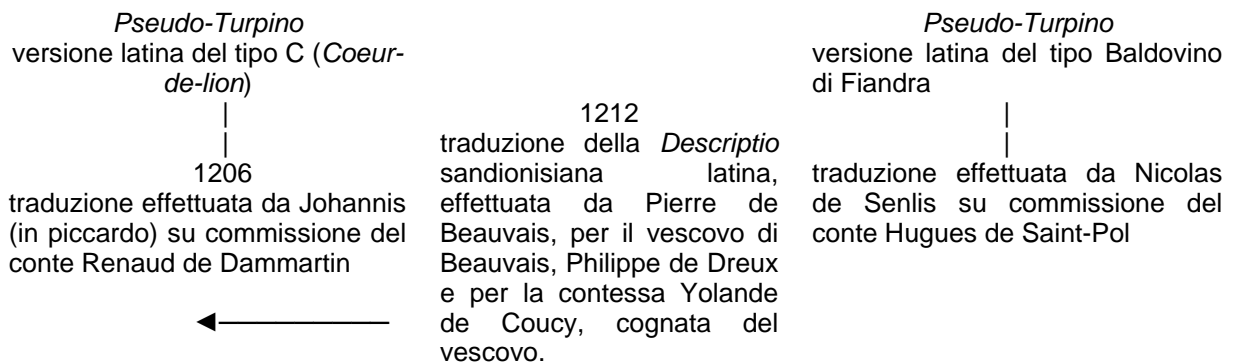 Pseudo-Turpino
versione latina del tipo C (Coeur-
de-lion)
|
|
1206
traduzione effettuata da Johannis
(in piccardo) su commissione del
conte Renaud de Dammartin
1212
traduzione della Descriptio
sandionisiana latina,
effettuata da Pierre de
Beauvais, per il vescovo di
Beauvais, Philippe de Dreux
e per la contessa Yolande
de Coucy, cognata del
vescovo.
Pseudo-Turpino
versione latina del tipo Baldovino
di Fiandra
|
|
traduzione effettuata da Nicolas
de Senlis su commissione del
conte Hugues de Saint-Pol